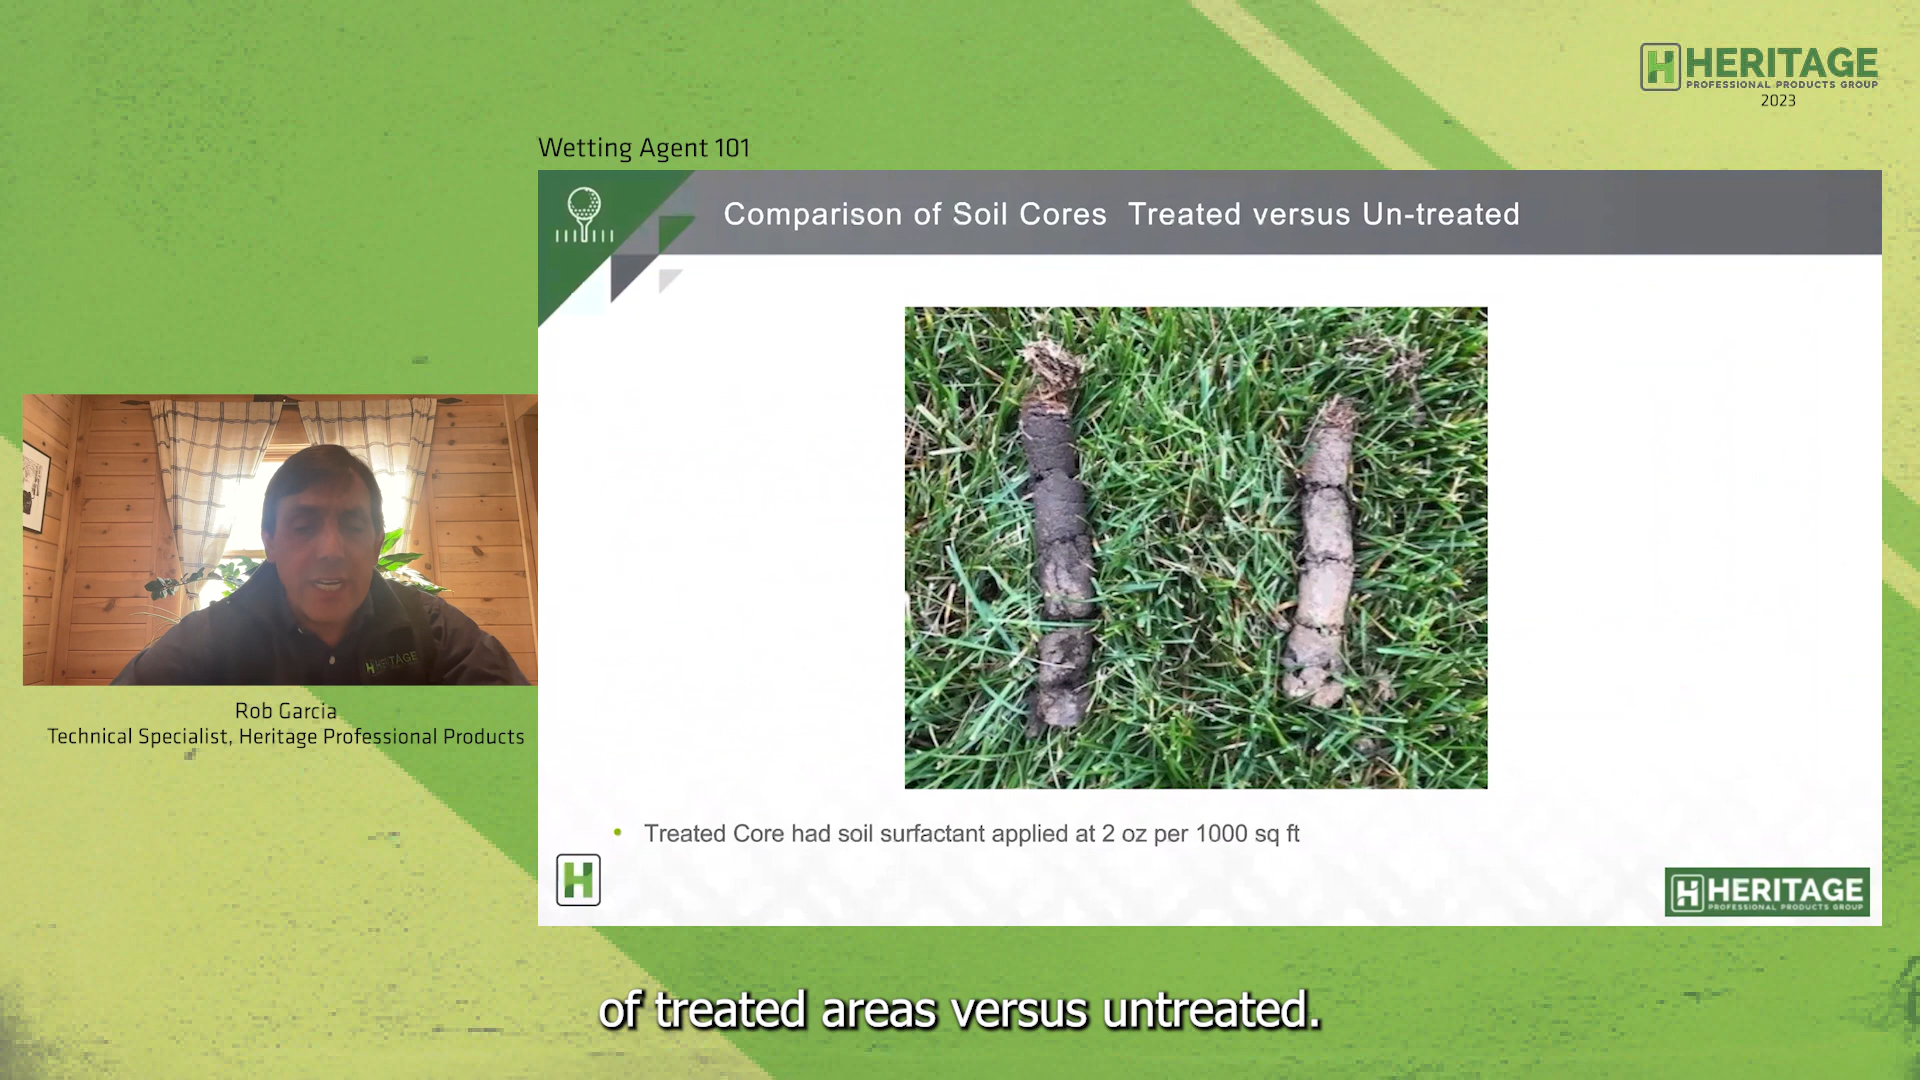 HERITAGE
PROFESSIONAL PRODUCTS GROUP
2023
Wetting Agent 101
Comparison of Soil Cores Treated versus Un-treated
HERITAGE
Rob Garcia
Technical Specialist, Heritage Professional Products
• Treated Core had soil surfactant applied at 2 oz per 1000 sq ft
H
HERITAGE
PROFESSIONAL PRODUCTS GROUP
of treated areas versus untreated.